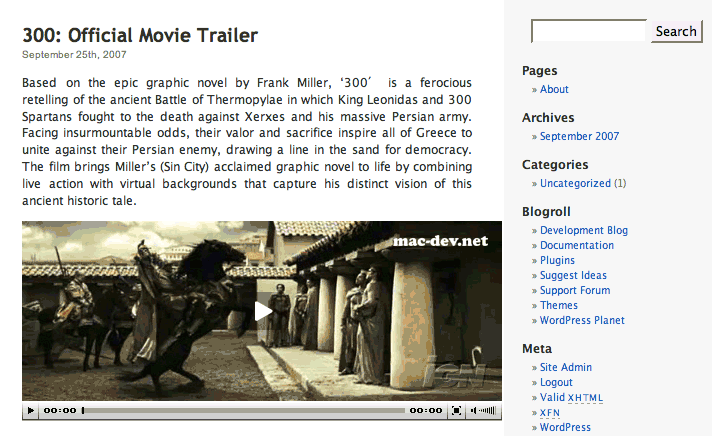 300: Official Movie Trailer
September 25th, 2007
Based on the epic graphic novel by Frank Miller, ‘300´ is a ferocious
retelling of the ancient Battle of Thermopylae in which King Leonidas and 300
Spartans fought to the death against Xerxes and his massive Persian army.
Facing insurmountable odds, their valor and sacrifice inspire all of Greece to
unite against their Persian enemy, drawing a line in the sand for democracy.
The film brings Miller’s (Sin City) acclaimed graphic novel to life by combining
live action with virtual backgrounds that capture his distinct vision of this
ancient historic tale.
mac-dev.net
IGN
00:00
00:00
Search
Pages
» About
Archives
» September 2007
Categories
» Uncategorized (1)
Blogroll
» Development Blog
» Documentation
» Plugins
» Suggest Ideas
» Support Forum
» Themes
» WordPress Planet
Meta
» Site Admin
» Logout
» Valid XHTML
» XFN
» WordPress